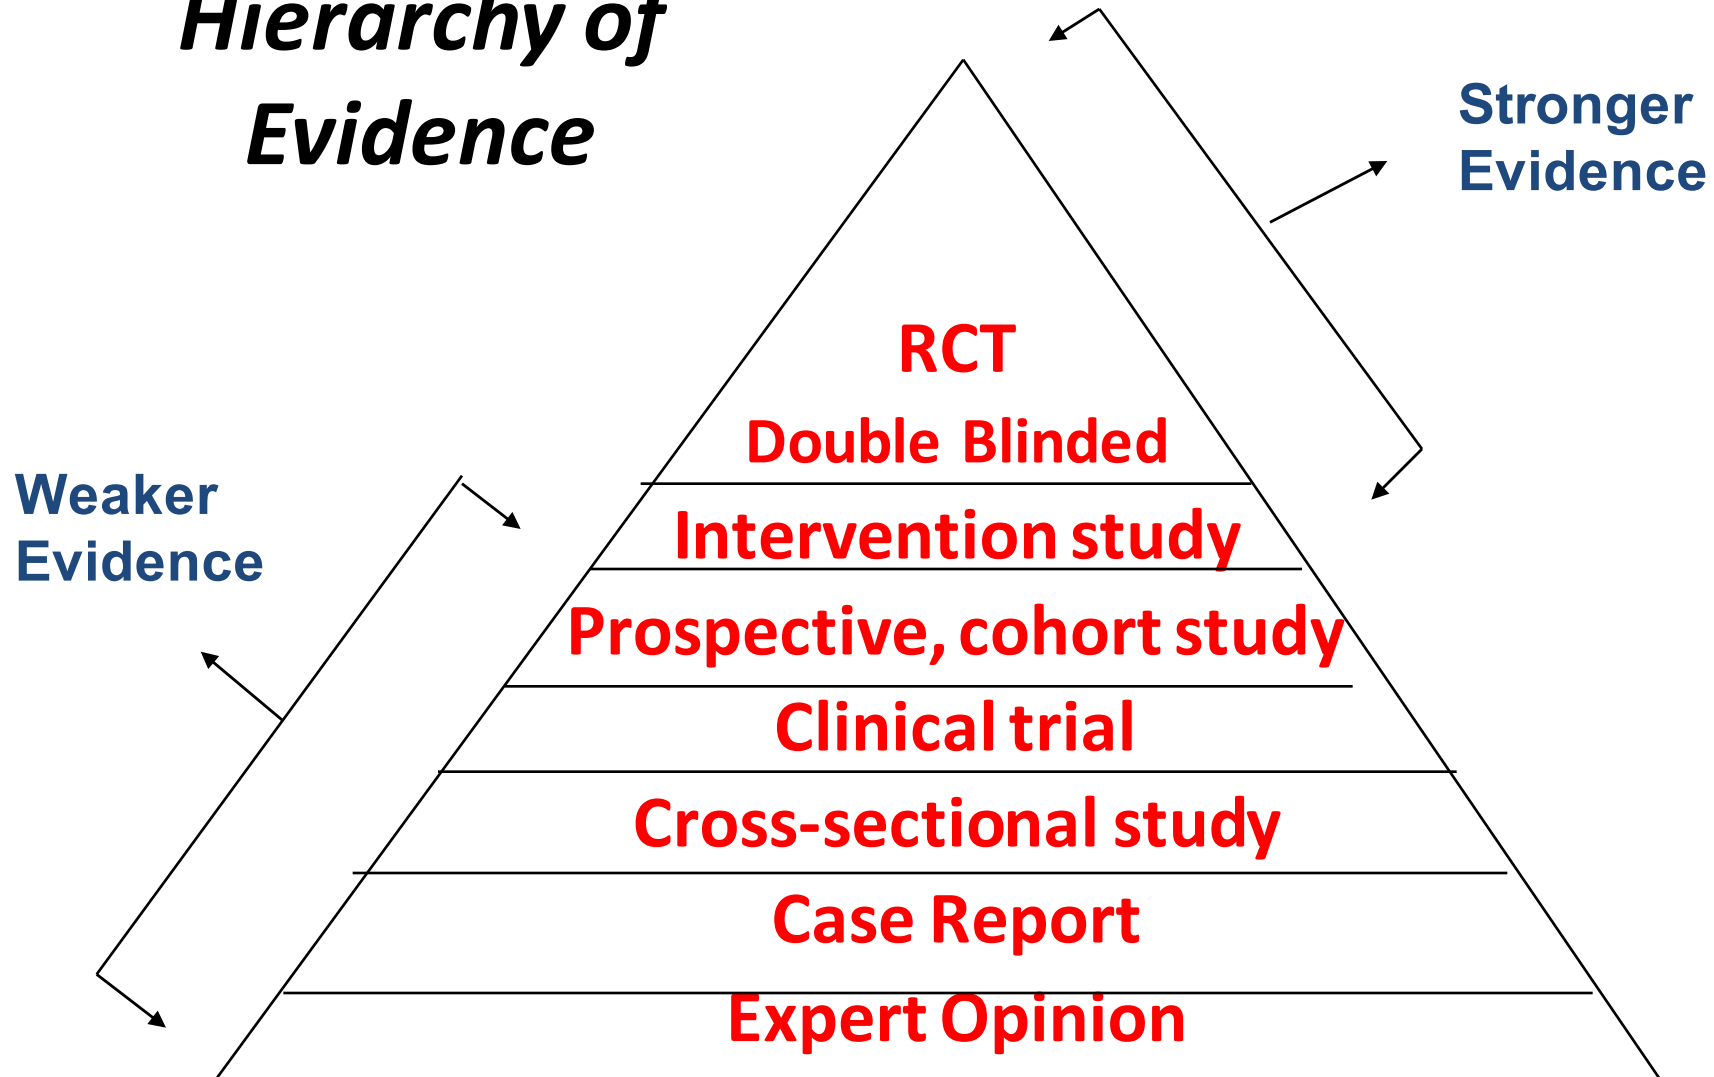 Hierarchy of
Evidence
Stronger
Evidence
RCT
Double Blinded
Weaker
Evidence
Intervention study
Prospective, cohort study
Clinical trial
Cross-sectional study
Case Report
Expert Opinion